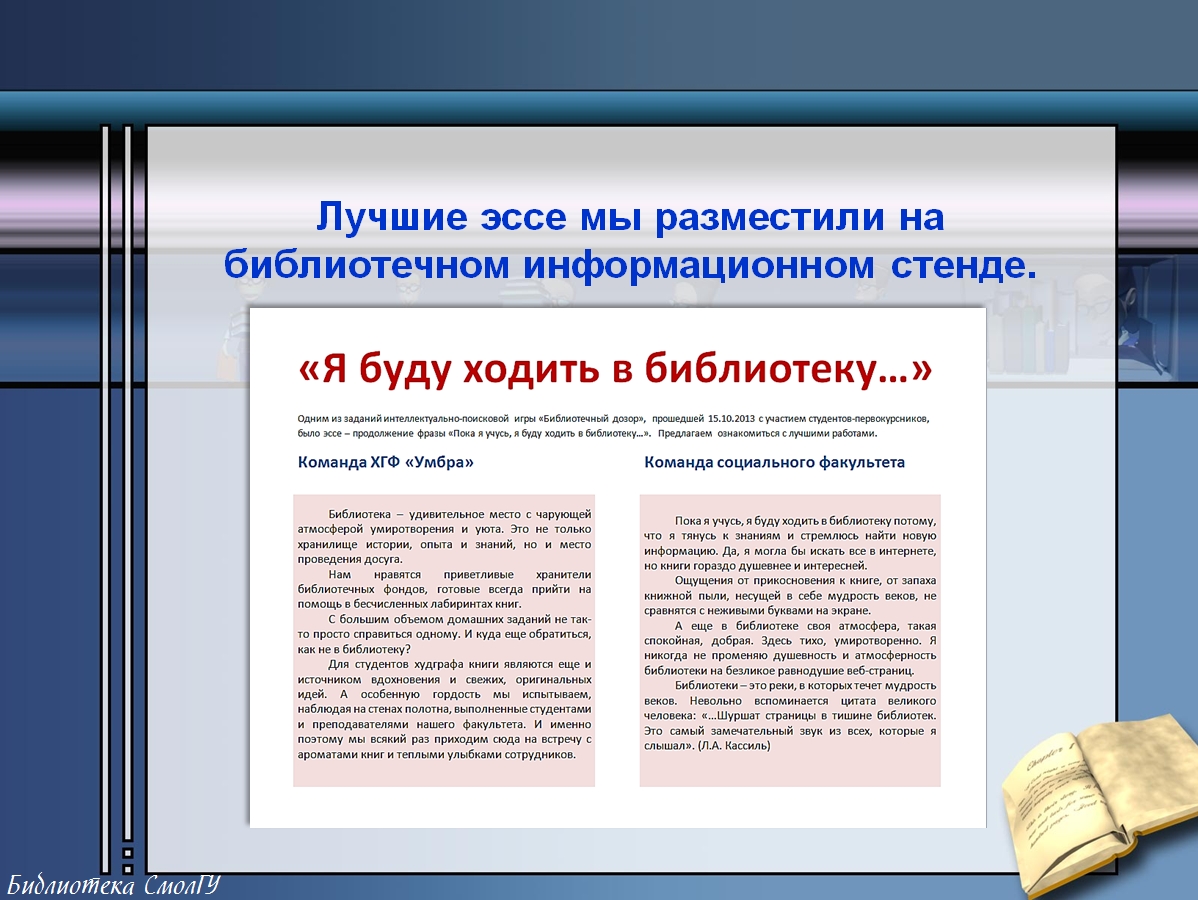 Лучшие эссе мы разместили на
библиотечном информационном стенде.
«Я буду ходить в библиотеку…»
Одним из заданий интеллектуально-поисковой игры «Библиотечный дозор», прошедшей 15.10.2013 с участием студентов-первокурсников,
было эссе – продолжение фразы «Пока я учусь, я буду ходить в библиотеку…». Предлагаем ознакомиться с лучшими работами.
Команда ХГФ «Умбра»
Библиотека – удивительное место с чарующей
атмосферой умиротворения и уюта. Это не только
хранилище истории, опыта и знаний, но и место
проведения досуга.
Нам нравятся приветливые хранители
библиотечных фондов, готовые всегда прийти на
помощь в бесчисленных лабиринтах книг.
С большим объемом домашних заданий не так-
то просто справиться одному. И куда еще обратиться,
как не в библиотеку?
Для студентов худграфа книги являются еще и
источником вдохновения и свежих, оригинальных
идей. А особенную гордость мы испытываем,
наблюдая на стенах полотна, выполненные студентами
и преподавателями нашего факультета. И именно
поэтому мы всякий раз приходим сюда на встречу с
ароматами книг и теплыми улыбками сотрудников.
Команда социального факультета
Пока я учусь, я буду ходить в библиотеку потому,
что я тянусь к знаниям и стремлюсь найти новую
информацию. Да, я могла бы искать все в интернете,
но книги гораздо душевнее и интересней.
Ощущения от прикосновения к книге, от запаха
книжной пыли, несущей в себе мудрость веков, не
сравнятся с неживыми буквами на экране.
А еще в библиотеке своя атмосфера, такая
спокойная, добрая. Здесь тихо, умиротворенно. Я
никогда не променяю душевность и атмосферность
библиотеки на безликое равнодушие веб-страниц.
Библиотеки – это реки, в которых течет мудрость
веков. Невольно вспоминается цитата великого
человека: «…Шуршат страницы в тишине библиотек.
Это самый замечательный звук из всех, которые я
слышал». (Л.А. Кассиль)
Chapter 1
Библиотека СмолГУ